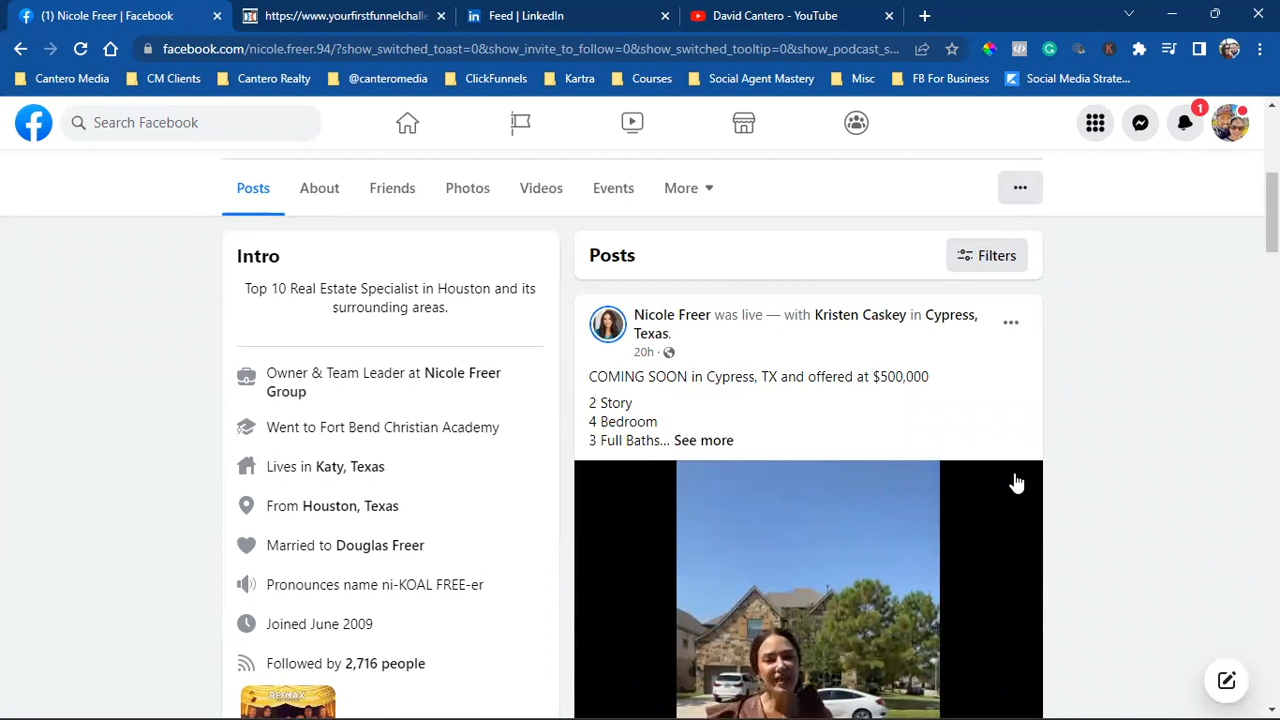 (1) Nicole Freer | Facebook
https://www.yourfirstfunnelchalle
Feed | LinkedIn
David Cantero - YouTube
facebook.com/nicole.freer.94/?show_switched_toast=0&show_invite_to_follow=0&show_switched_tooltip=0&show_podcast_s...
Cantero Media
CM Clients
Cantero Realty
@canteromedia
ClickFunnels
Kartra
Courses
Social Agent Mastery
Misc
FB For Business
Social Media Strate...
Search Facebook
1
Posts
About
Friends
Photos
Videos
Events
More
Intro
Top 10 Real Estate Specialist in Houston and its
surrounding areas.
Owner & Team Leader at Nicole Freer
Group
Went to Fort Bend Christian Academy
Lives in Katy, Texas
From Houston, Texas
Married to Douglas Freer
Pronounces name ni-KOAL FREE-er
Joined June 2009
Followed by 2,716 people
REMAX
Posts
Filters
Nicole Freer was live — with Kristen Caskey in Cypress,
Texas.
20h ·
COMING SOON in Cypress, TX and offered at $500,000
2 Story
4 Bedroom
3 Full Baths... See more